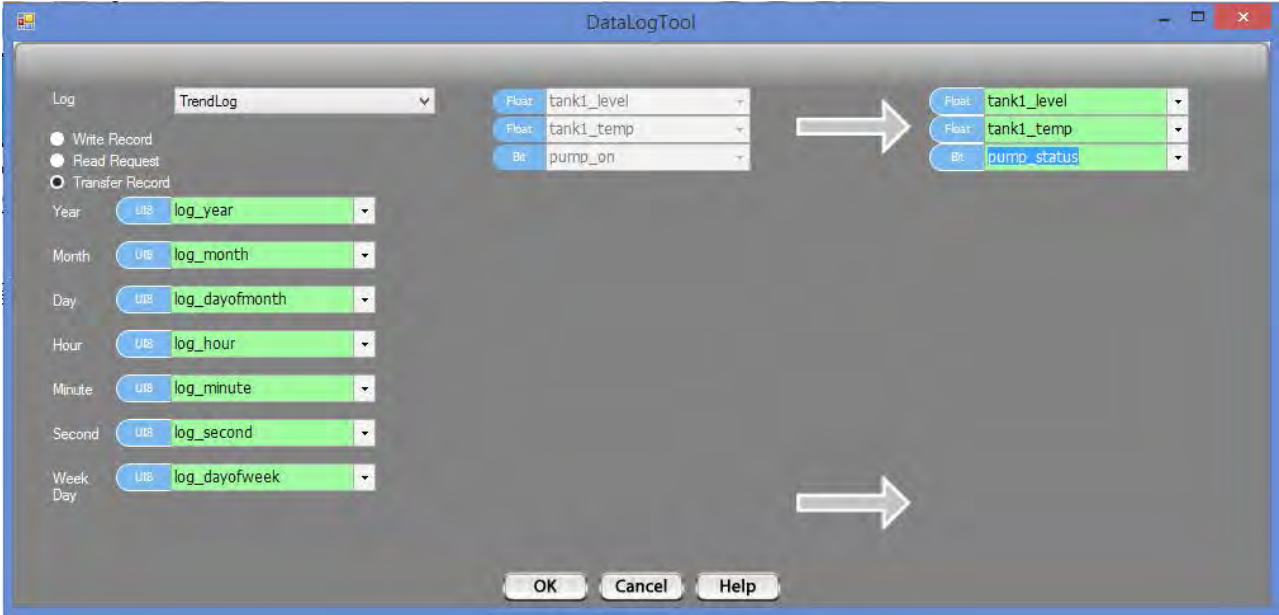 DataLogTool
Log TrendLog
Write Record
Read Request
Transfer Record
Year UI8 log_year
Month UI8 log_month
Day UI8 log_dayofmonth
Hour UI8 log_hour
Minute UI8 log_minute
Second UI8 log_second
Week Day UI8 log_dayofweek
Float tank1_level
Float tank1_temp
Bit pump_on
Float tank1_level
Float tank1_temp
Bit pump_status
OK Cancel Help